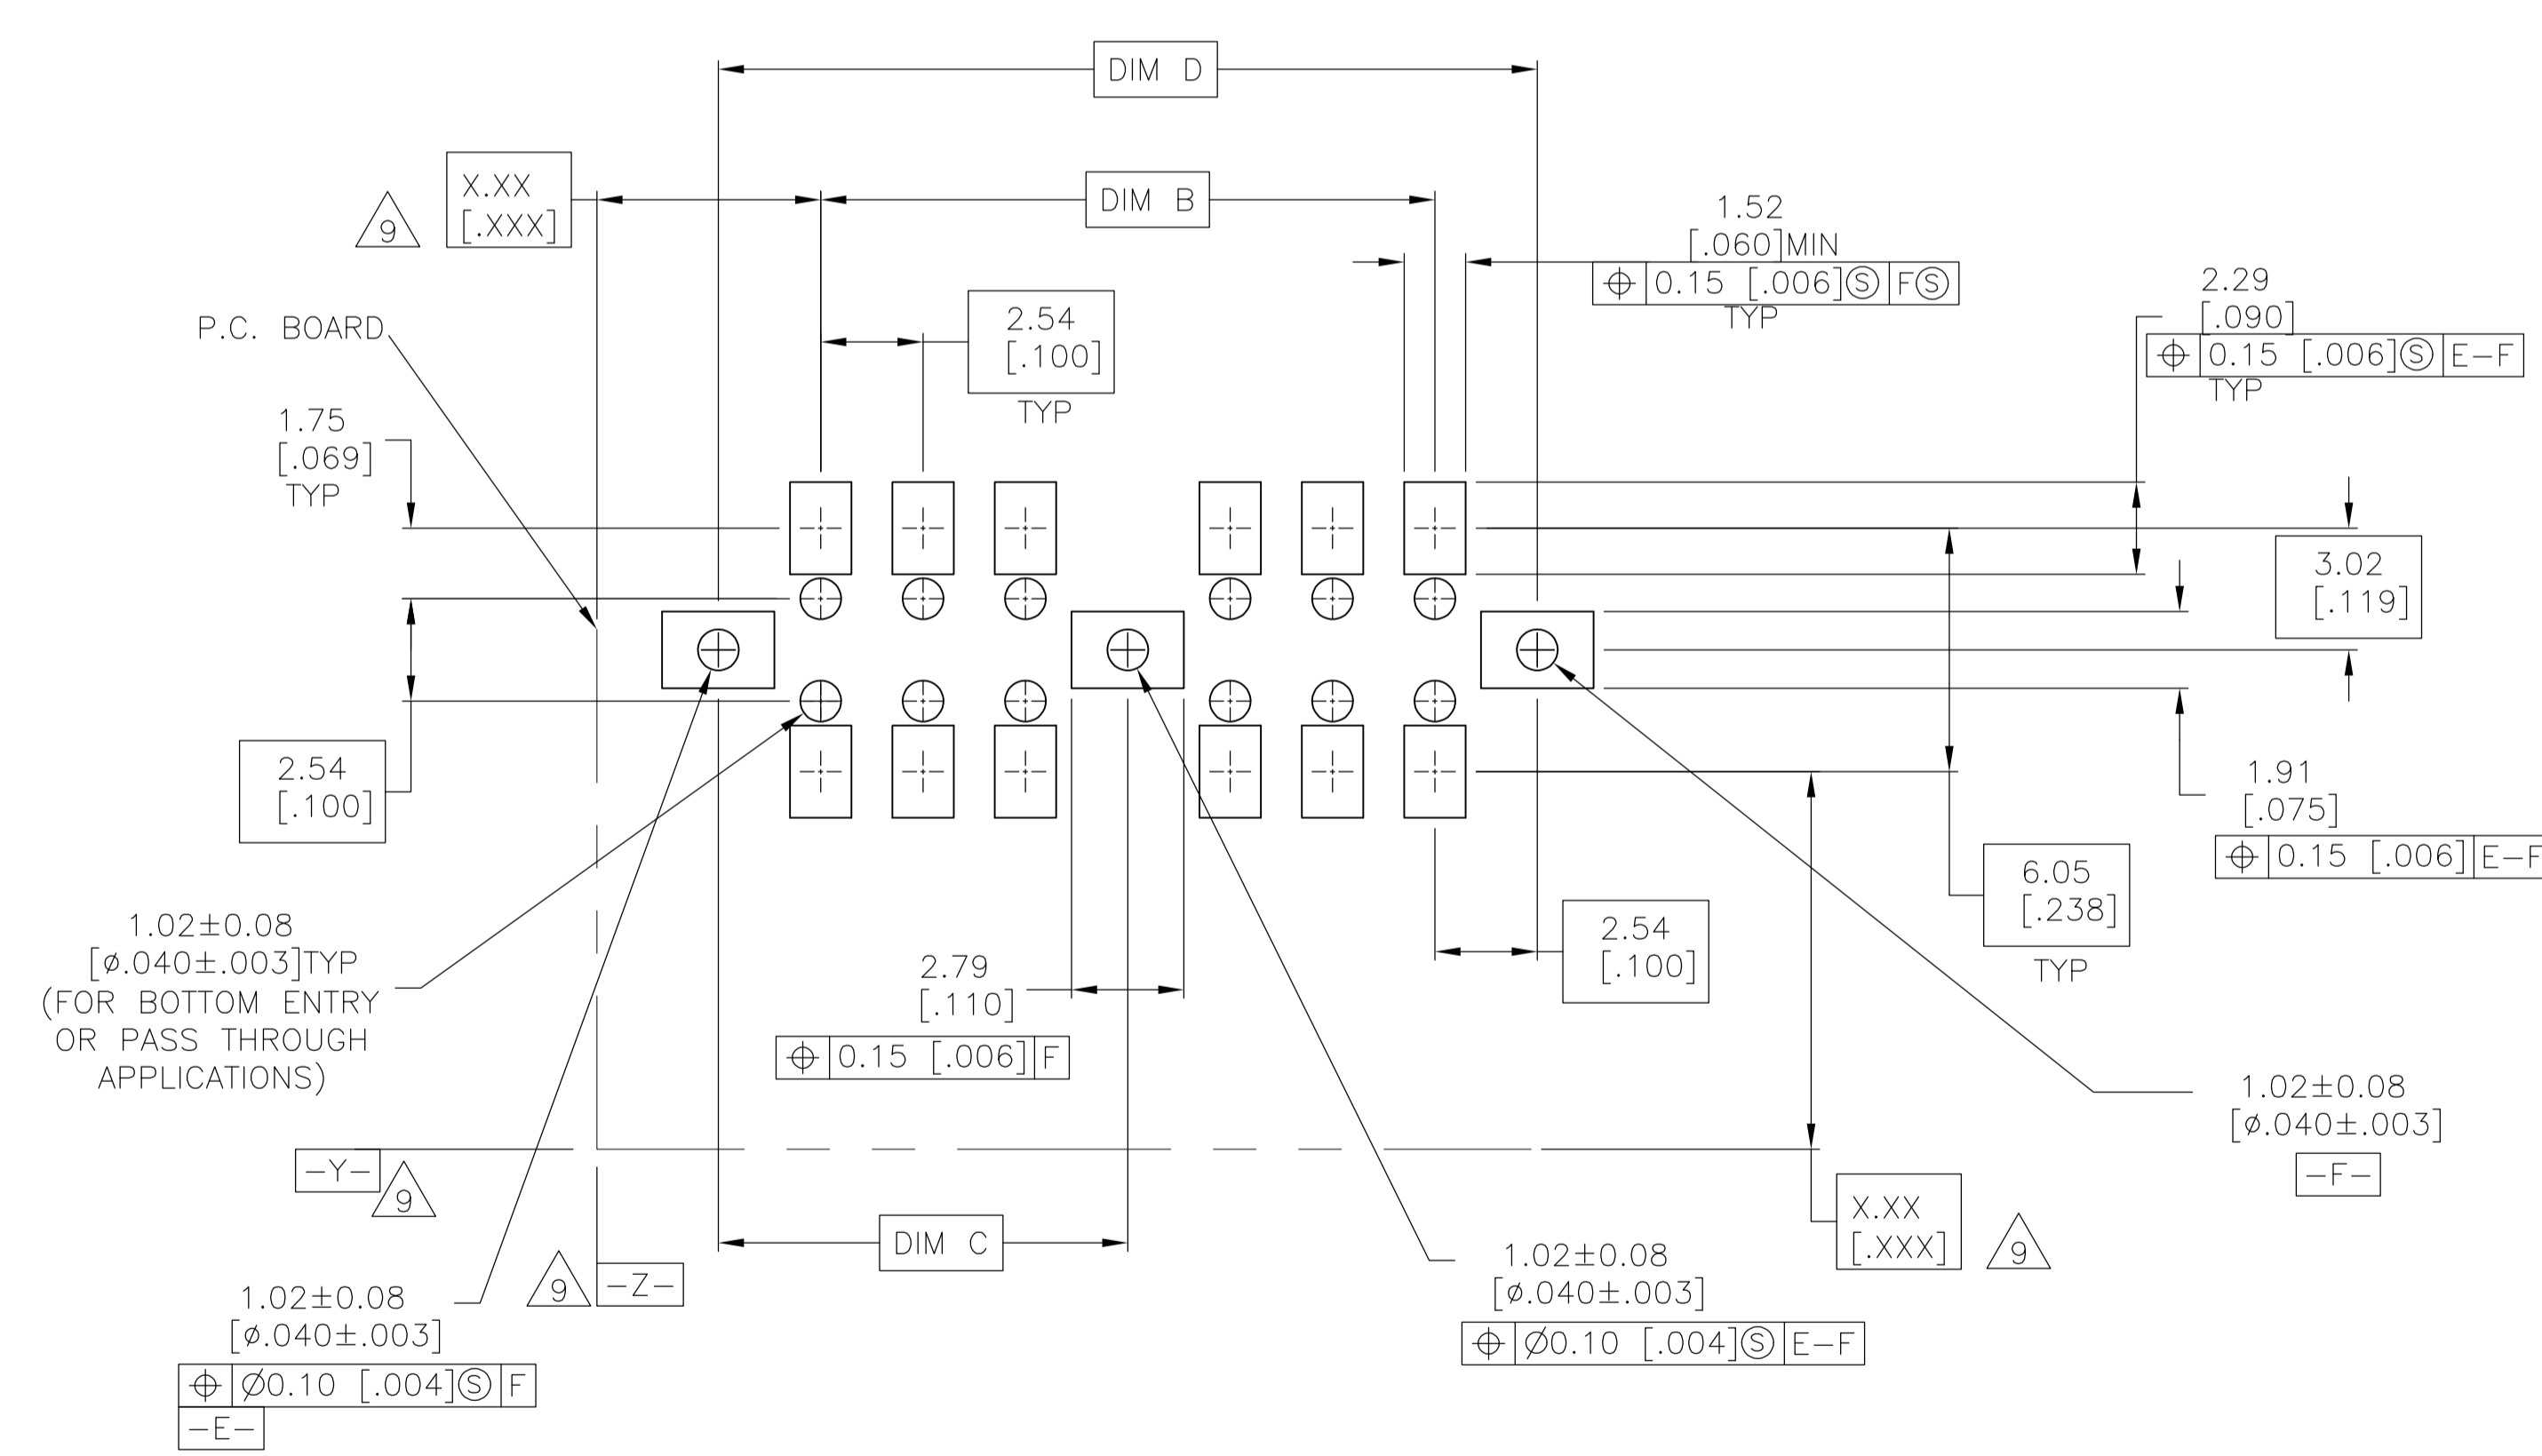 DIM D
X.XX
[.XXX]
9
DIM B
1.52
[.060]MIN
⌖ 0.15 [.006]Ⓢ FⓈ
TYP
2.29
[.090]
⌖ 0.15 [.006]Ⓢ E–F
TYP
P.C. BOARD
2.54
[.100]
TYP
1.75
[.069]
TYP
3.02
[.119]
2.54
[.100]
1.91
[.075]
⌖ 0.15 [.006] E–F
6.05
[.238]
TYP
1.02±0.08
[ø.040±.003]TYP
(FOR BOTTOM ENTRY
OR PASS THROUGH
APPLICATIONS)
2.79
[.110]
⌖ 0.15 [.006] F
2.54
[.100]
1.02±0.08
[ø.040±.003]
–F–
–Y–
9
DIM C
X.XX
[.XXX]
9
9
–Z–
1.02±0.08
[ø.040±.003]
⌖ Ø0.10 [.004]Ⓢ E–F
1.02±0.08
[ø.040±.003]
⌖ Ø0.10 [.004]Ⓢ F
–E–